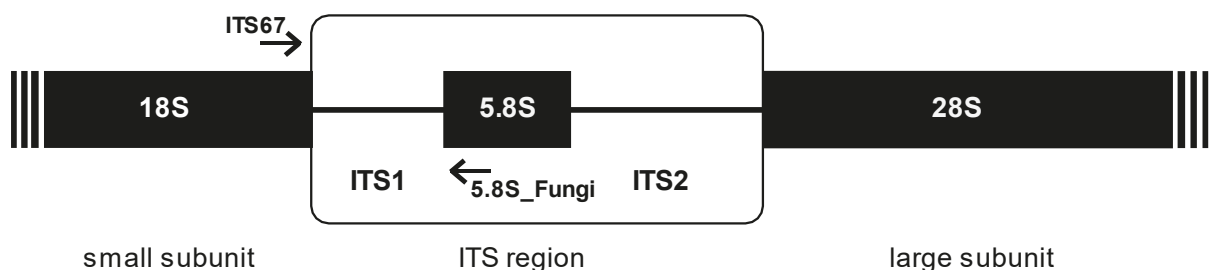 ITS67
18S
5.8S
28S
ITS1
5.8S_Fungi
ITS2
small subunit
ITS region
large subunit